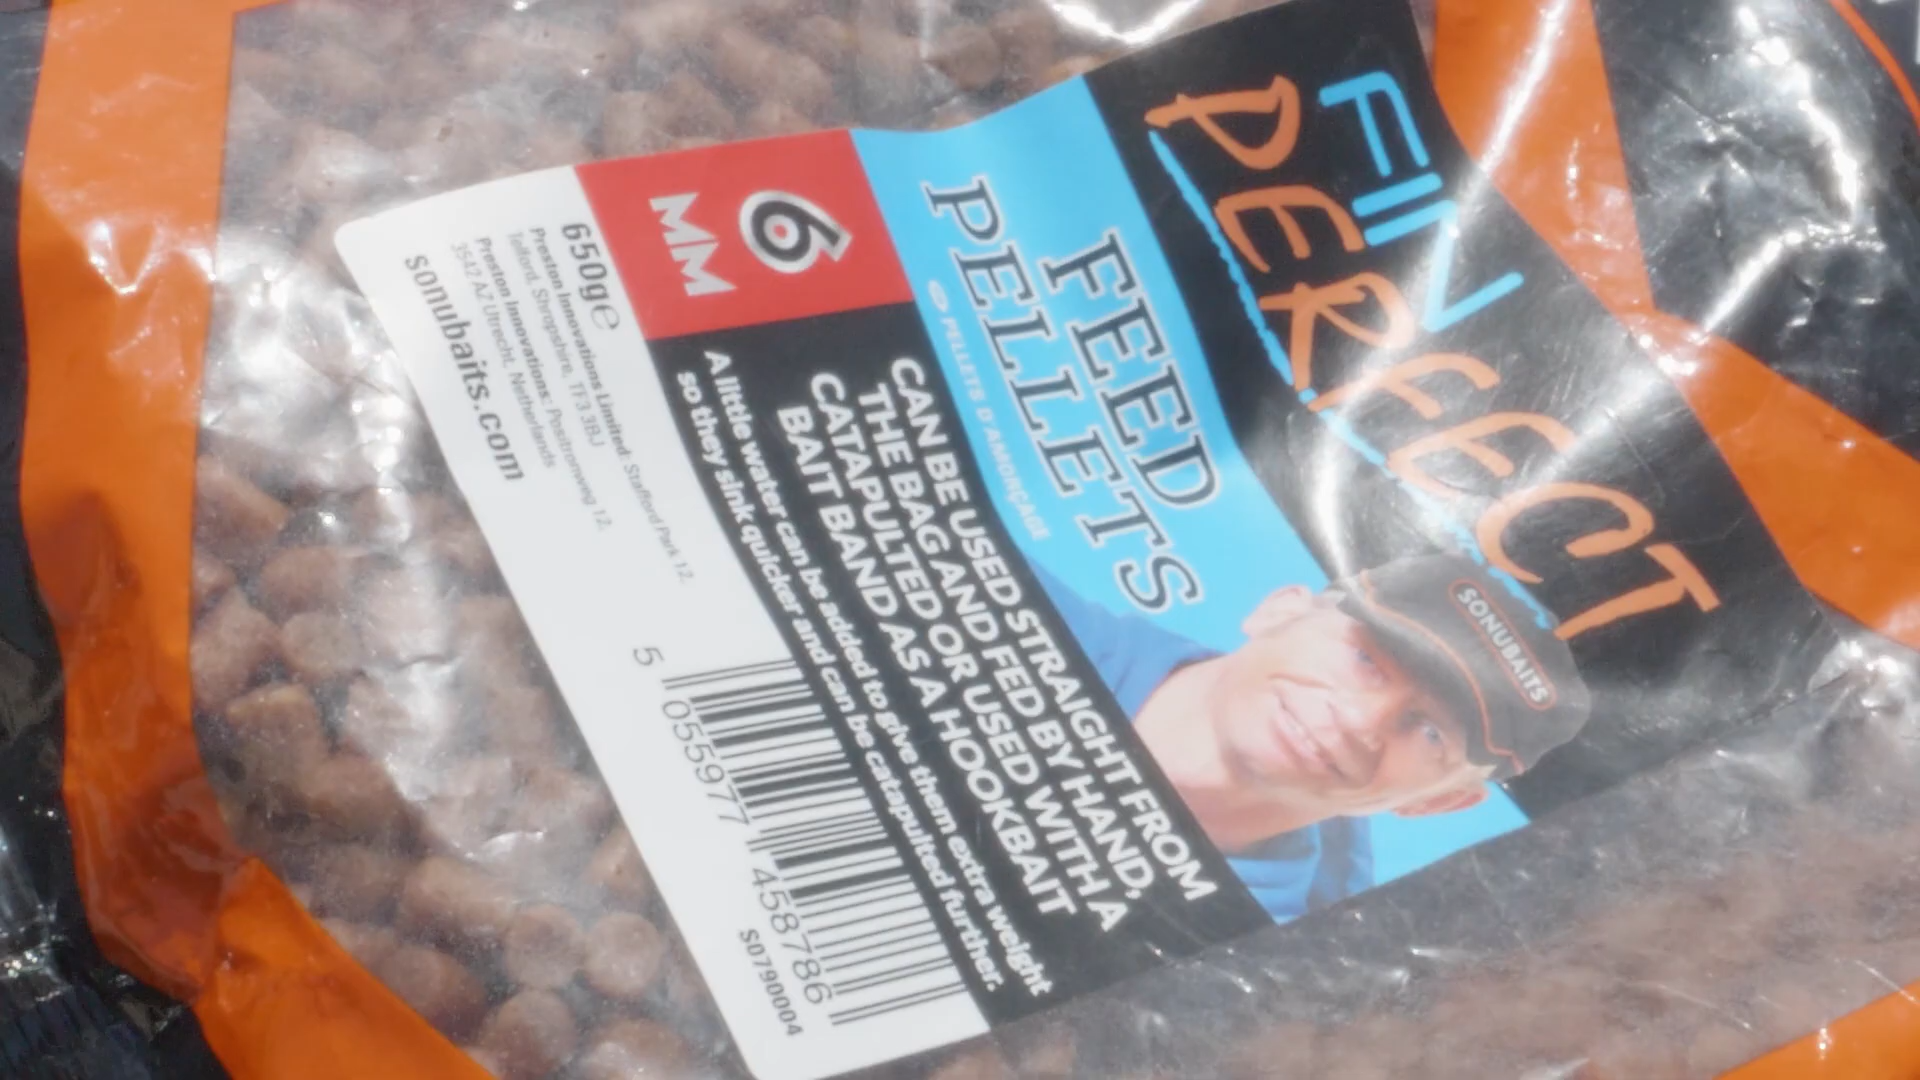 FIN
PERFECT
FEED
PELLETS
PELLETS D'AMORÇAGE
SONUBAITS
6
MM
CAN BE USED STRAIGHT FROM
THE BAG AND FED BY HAND,
CATAPULTED OR USED WITH A
BAIT BAND AS A HOOKBAIT
A little water can be added to give them extra weight
so they sink quicker and can be catapulted further.
650g℮
Preston Innovations Limited: Stafford Park 12,
Telford, Shropshire, TF3 3BJ
Preston Innovations: Positronweg 12,
3542 AZ Utrecht, Netherlands
sonubaits.com
5 055977 458786
S0790004